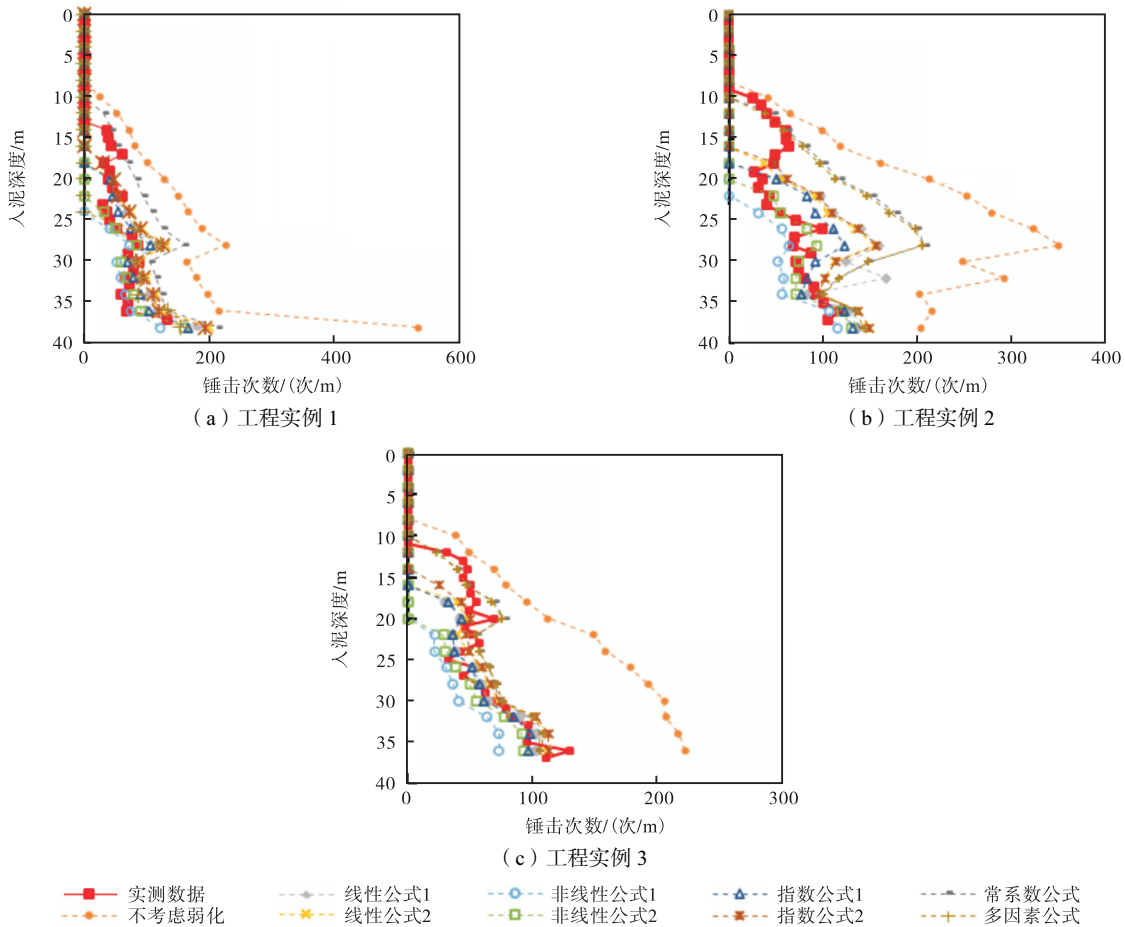 0
5
10
15
20
25
30
35
40
入泥深度/m
0 200 400 600
锤击次数/(次/m)
（a）工程实例 1
0
5
10
15
20
25
30
35
40
入泥深度/m
0 100 200 300 400
锤击次数/(次/m)
（b）工程实例 2
0
5
10
15
20
25
30
35
40
入泥深度/m
0 100 200 300
锤击次数/(次/m)
（c）工程实例 3
实测数据 线性公式1 非线性公式1 指数公式1 常系数公式
不考虑弱化 线性公式2 非线性公式2 指数公式2 多因素公式